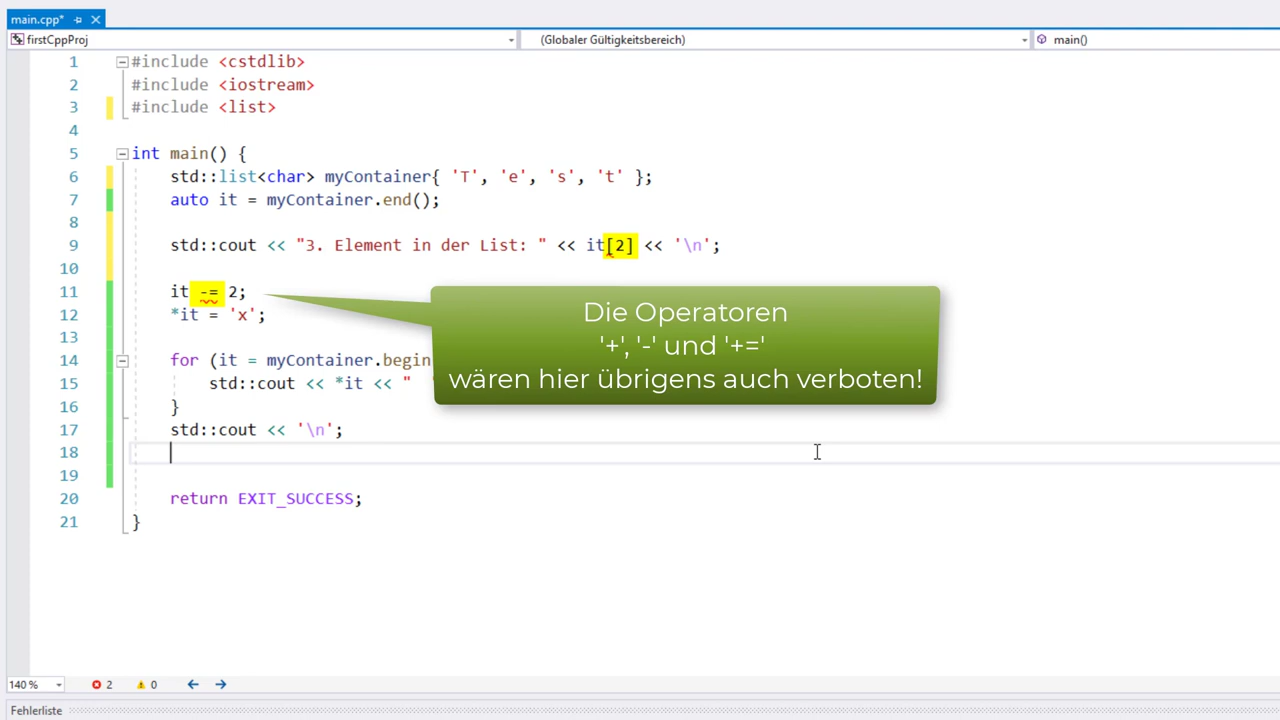 main.cpp*
firstCppProj
(Globaler Gültigkeitsbereich)
main()
1 #include <cstdlib>
2 #include <iostream>
3 #include <list>
4
5 int main() {
6 std::list<char> myContainer{ 'T', 'e', 's', 't' };
7 auto it = myContainer.end();
8
9 std::cout << "3. Element in der List: " << it[2] << '\n';
10
11 it -= 2;
12 *it = 'x';
13
14 for (it = myContainer.begin
15 std::cout << *it << "
16 }
17 std::cout << '\n';
18
19
20 return EXIT_SUCCESS;
21 }
Die Operatoren
'+', '-' und '+='
wären hier übrigens auch verboten!
140 %
2
0
Fehlerliste